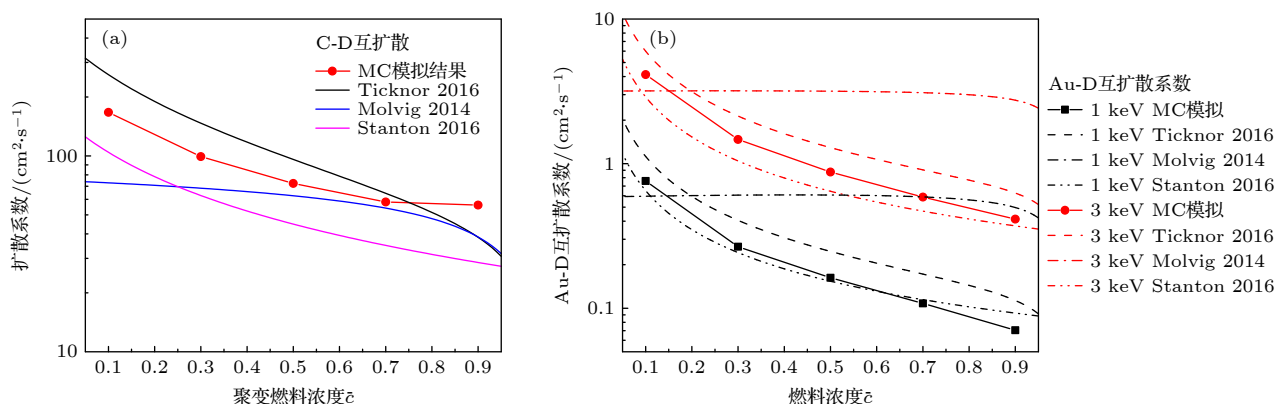 (a)
C-D互扩散
MC模拟结果
Ticknor 2016
Molvig 2014
Stanton 2016
100
10
扩散系数/(cm²·s⁻¹)
0.1 0.2 0.3 0.4 0.5 0.6 0.7 0.8 0.9
聚变燃料浓度c̄
(b)
10
1
0.1
Au-D互扩散系数/(cm²·s⁻¹)
0.1 0.2 0.3 0.4 0.5 0.6 0.7 0.8 0.9
燃料浓度c̄
Au-D互扩散系数
1 keV MC模拟
1 keV Ticknor 2016
1 keV Molvig 2014
1 keV Stanton 2016
3 keV MC模拟
3 keV Ticknor 2016
3 keV Molvig 2014
3 keV Stanton 2016